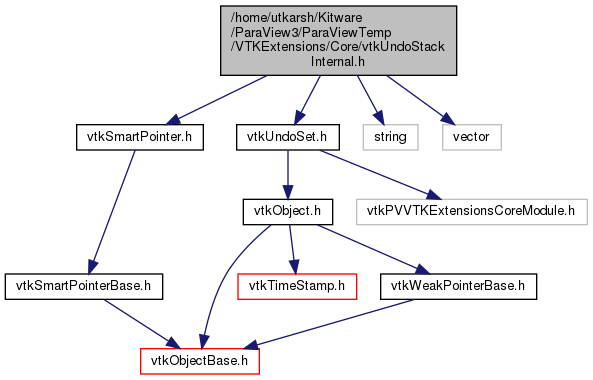 /home/utkarsh/Kitware
/ParaView3/ParaViewTemp
/VTKExtensions/Core/vtkUndoStack
Internal.h
vtkSmartPointer.h
vtkUndoSet.h
string
vector
vtkObject.h
vtkPVVTKExtensionsCoreModule.h
vtkSmartPointerBase.h
vtkTimeStamp.h
vtkWeakPointerBase.h
vtkObjectBase.h